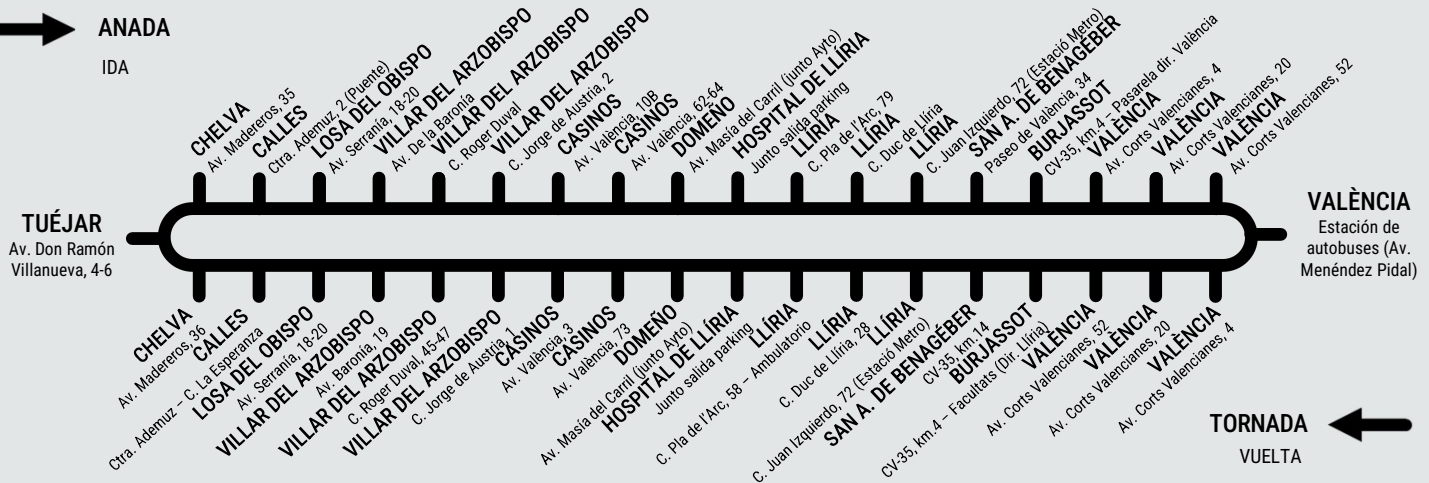 ANADA
IDA
CHELVA
Av. Madereros, 35
CALLES
Ctra. Ademuz, 2 (Puente)
LOSA DEL OBISPO
Av. Serranía, 18-20
VILLAR DEL ARZOBISPO
Av. De la Baronía
VILLAR DEL ARZOBISPO
C. Roger Duval
VILLAR DEL ARZOBISPO
C. Jorge de Austria, 2
CASINOS
Av. València, 10B
CASINOS
Av. València, 62-64
DOMEÑO
Av. Masía del Carril (junto Ayto)
HOSPITAL DE LLÍRIA
Junto salida parking
LLÍRIA
C. Pla de l'Arc, 79
LLÍRIA
C. Duc de Llíria
LLÍRIA
C. Juan Izquierdo, 72 (Estació Metro)
SAN A. DE BENAGÉBER
Paseo de València, 34
BURJASSOT
CV-35, km.4 – Pasarela dir. València
VALÈNCIA
Av. Corts Valencianes, 4
VALÈNCIA
Av. Corts Valencianes, 20
VALÈNCIA
Av. Corts Valencianes, 52
TUÉJAR
Av. Don Ramón
Villanueva, 4-6
VALÈNCIA
Estación de
autobuses (Av.
Menéndez Pidal)
CHELVA
Av. Madereros, 36
CALLES
Ctra. Ademuz – C. La Esperanza
LOSA DEL OBISPO
Av. Serranía, 18-20
VILLAR DEL ARZOBISPO
Av. Baronía, 19
VILLAR DEL ARZOBISPO
C. Roger Duval, 45-47
VILLAR DEL ARZOBISPO
C. Jorge de Austria, 1
CASINOS
Av. València, 3
CASINOS
Av. València, 73
DOMEÑO
Av. Masía del Carril (junto Ayto)
HOSPITAL DE LLÍRIA
Junto salida parking
LLÍRIA
C. Pla de l'Arc, 58 – Ambulatorio
LLÍRIA
C. Duc de Llíria, 28
LLÍRIA
C. Juan Izquierdo, 72 (Estació Metro)
SAN A. DE BENAGÉBER
CV-35, km.14
BURJASSOT
CV-35, km.4 – Facultats (Dir. Llíria)
VALÈNCIA
Av. Corts Valencianes, 52
VALÈNCIA
Av. Corts Valencianes, 20
VALÈNCIA
Av. Corts Valencianes, 4
TORNADA
VUELTA